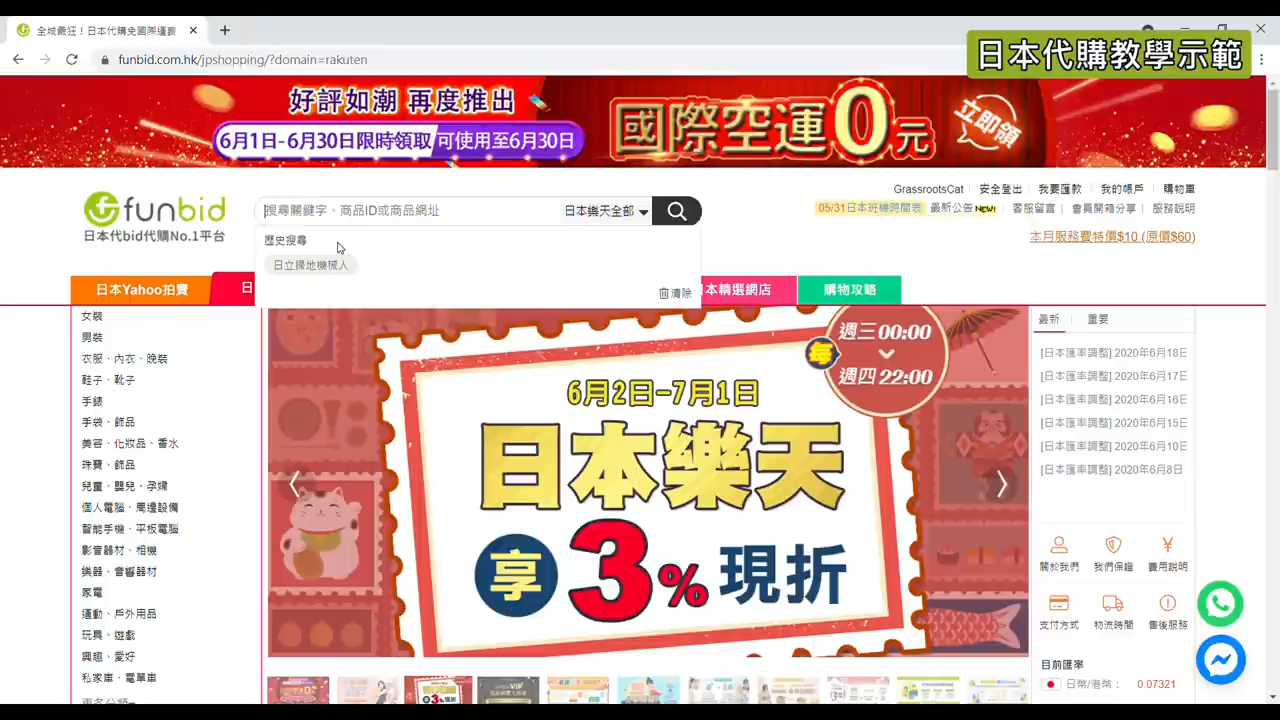 全城最狂！日本代購免國際運費
funbid.com.hk/jpshopping/?domain=rakuten
日本代購教學示範
好評如潮 再度推出
6月1日-6月30日限時領取 可使用至6月30日
國際空運0元
立即領
funbid
日本代bid代購No.1平台
搜尋關鍵字、商品ID或商品網址
日本樂天全部
GrassrootsCat
安全登出
我要匯款
我的帳戶
購物車
05/31日本班機時間表
最新公告NEW!
客服留言
會員開箱分享
服務說明
本月服務費特價$10 (原價$60)
歷史搜尋
日立掃地機械人
清除
日本Yahoo拍賣
日
本精選網店
購物攻略
女裝
男裝
衣服、內衣、晚裝
鞋子、靴子
手錶
手袋、飾品
美容、化妝品、香水
珠寶、飾品
兒童、嬰兒、孕婦
個人電腦、周邊設備
智能手機、平板電腦
影音器材、相機
樂器、音響器材
家電
運動、戶外用品
玩具、遊戲
興趣、愛好
私家車、電單車
每
週三 00:00
週四 22:00
6月2日-7月1日
日本樂天
享3%現折
最新
重要
[日本匯率調整] 2020年6月18日
[日本匯率調整] 2020年6月17日
[日本匯率調整] 2020年6月16日
[日本匯率調整] 2020年6月15日
[日本匯率調整] 2020年6月10日
[日本匯率調整] 2020年6月8日
關於我們
我們保證
費用說明
支付方式
物流時間
售後服務
目前匯率
日幣/港幣： 0.07321